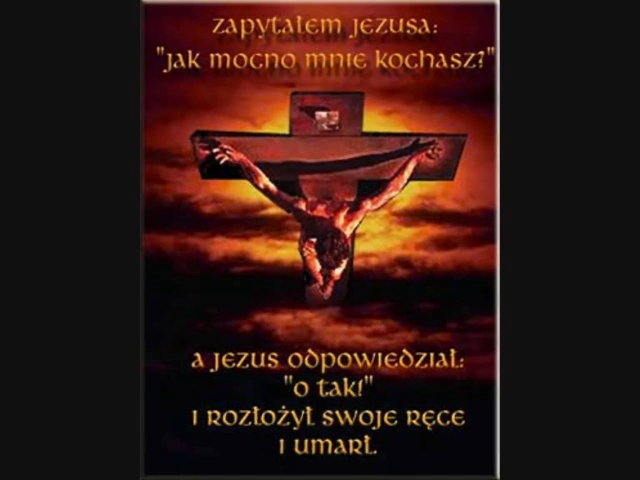 Zapytałem Jezusa:
"Jak mocno mnie kochasz?"
A Jezus odpowiedział:
"O tak!"
i rozłożył swoje ręce
i umarł.